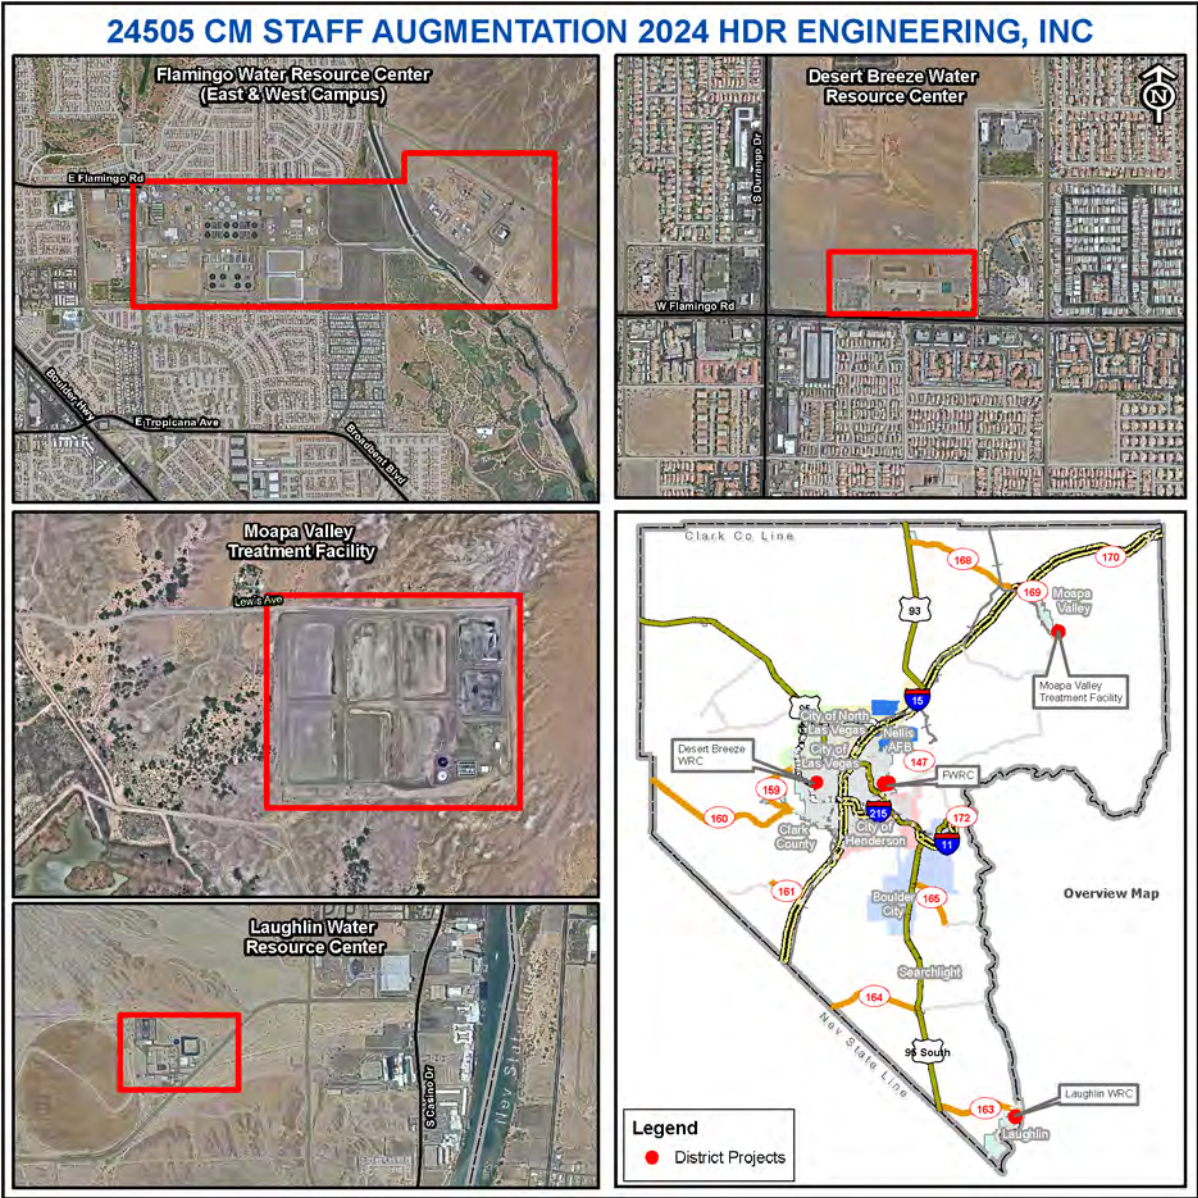 24505 CM STAFF AUGMENTATION 2024 HDR ENGINEERING, INC
Flamingo Water Resource Center
(East & West Campus)
E Flamingo Rd
Boulder Hwy
E Tropicana Ave
Broadbent Blvd
Desert Breeze Water
Resource Center
N
S Durango Dr
W Flamingo Rd
Moapa Valley
Treatment Facility
Lewis Ave
Laughlin Water
Resource Center
S Casino Dr
Clark Co Line
168
170
93
169
Moapa
Valley
Moapa Valley
Treatment Facility
15
95
City of North
Las Vegas
Nellis
AFB
City of
Las Vegas
Desert Breeze
WRC
147
FWRC
159
160
215
172
City of
Henderson
11
Clark
County
161
Boulder
City
165
Overview Map
Searchlight
164
Nev State Line
95 South
Laughlin WRC
163
Laughlin
Legend
District Projects